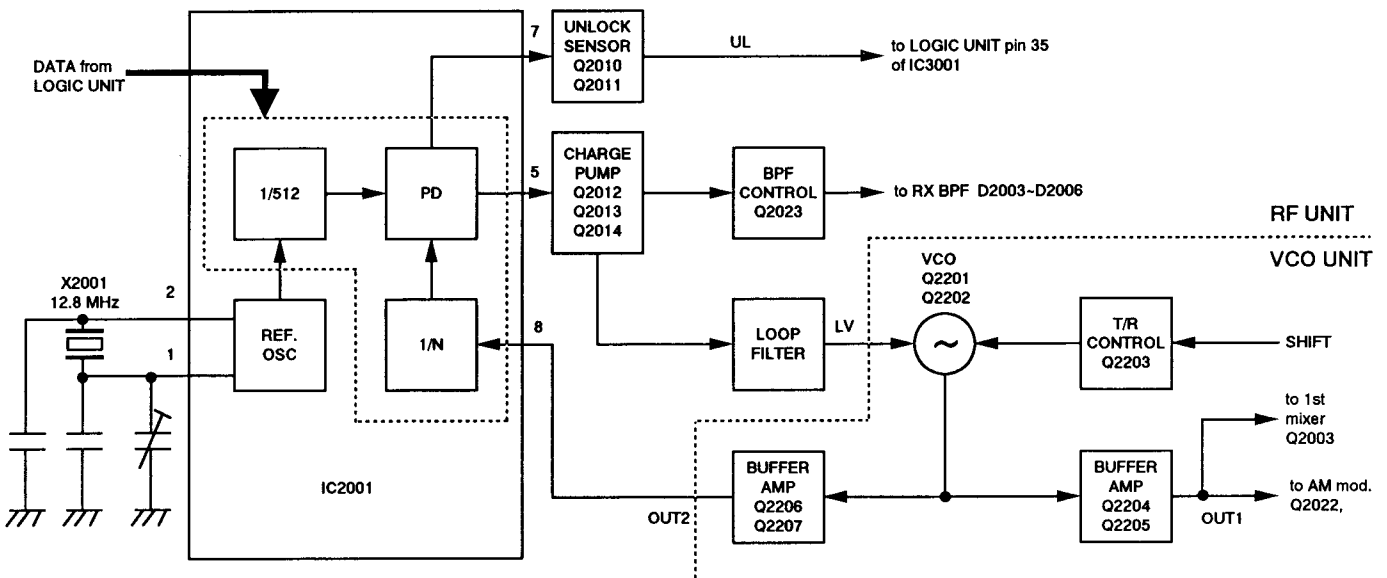 DATA from
LOGIC UNIT
7
UNLOCK
SENSOR
Q2010
Q2011
UL
to LOGIC UNIT pin 35
of IC3001
1/512
PD
5
CHARGE
PUMP
Q2012
Q2013
Q2014
BPF
CONTROL
Q2023
to RX BPF D2003~D2006
RF UNIT
VCO UNIT
X2001
12.8 MHz
2
1
REF.
OSC
1/N
8
LOOP
FILTER
LV
VCO
Q2201
Q2202
~
T/R
CONTROL
Q2203
SHIFT
IC2001
OUT2
BUFFER
AMP
Q2206
Q2207
BUFFER
AMP
Q2204
Q2205
OUT1
to 1st
mixer
Q2003
to AM mod.
Q2022,